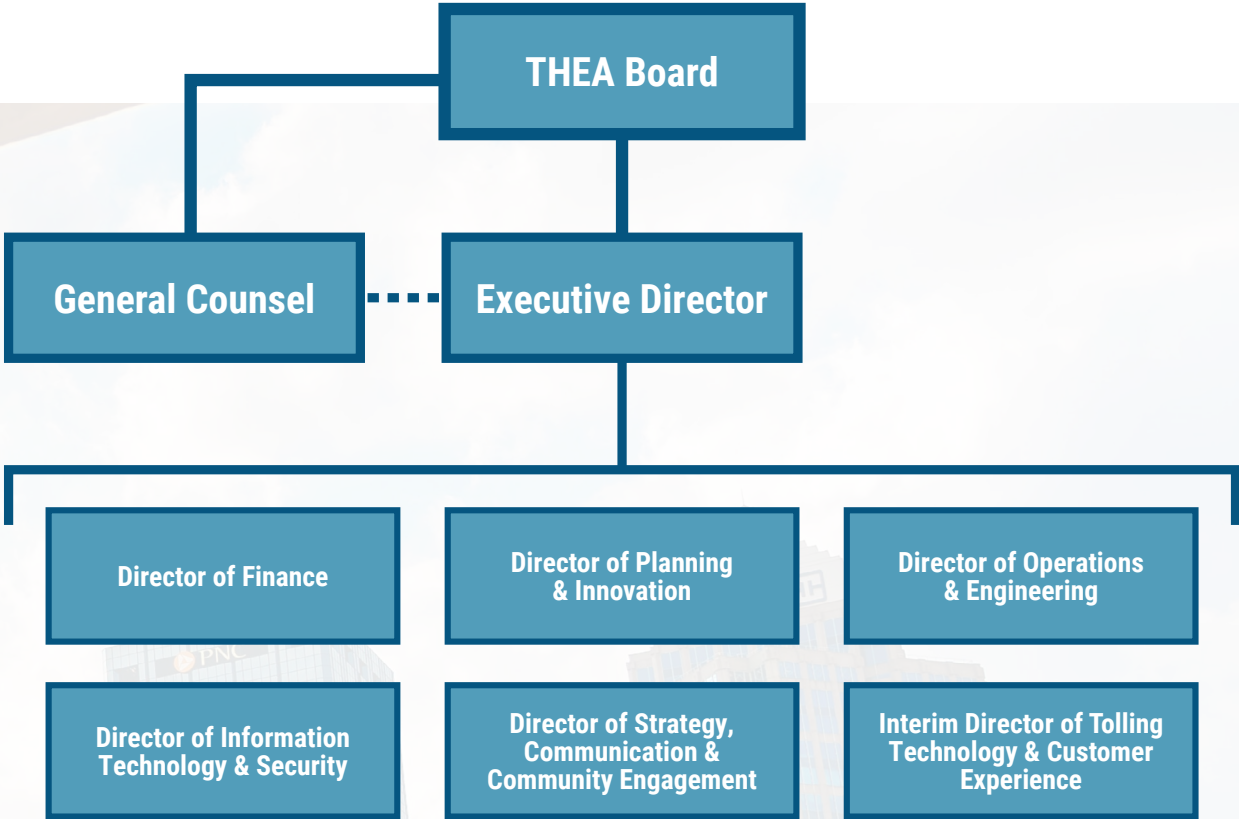 THEA Board
General Counsel
Executive Director
Director of Finance
Director of Planning
& Innovation
Director of Operations
& Engineering
PNC
Director of Information
Technology & Security
Director of Strategy,
Communication &
Community Engagement
Interim Director of Tolling
Technology & Customer
Experience